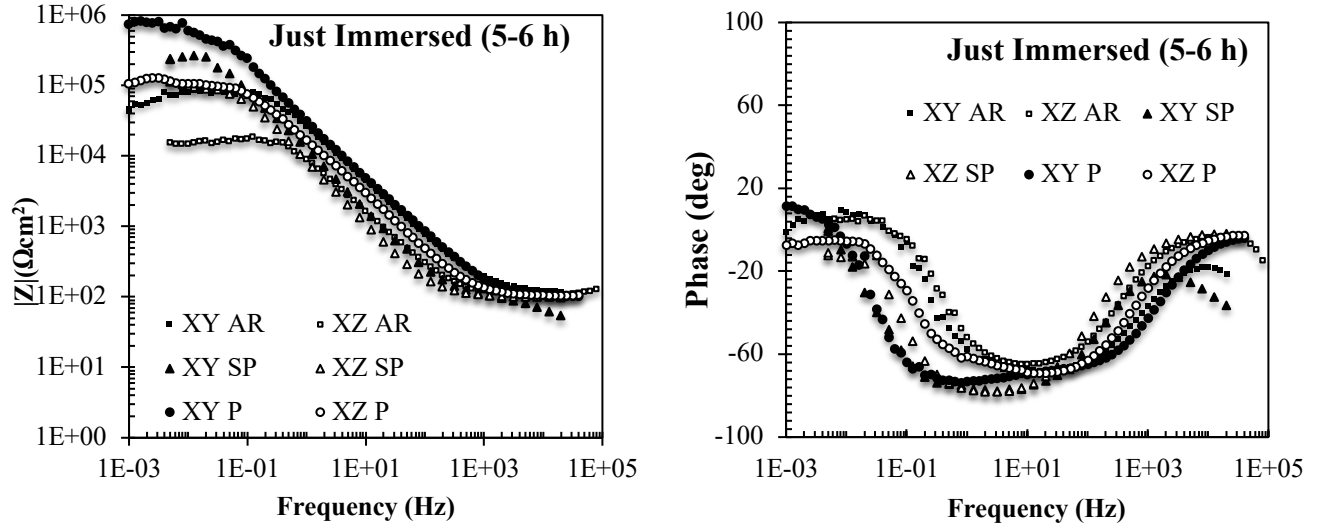 Just Immersed (5-6 h)
1E+06
1E+05
1E+04
1E+03
1E+02
1E+01
1E+00
|Z|(Ωcm²)
XY AR XZ AR
XY SP XZ SP
XY P XZ P
1E-03 1E-01 1E+01 1E+03 1E+05
Frequency (Hz)
Just Immersed (5-6 h)
100
60
20
-20
-60
-100
Phase (deg)
XY AR XZ AR XY SP
XZ SP XY P XZ P
1E-03 1E-01 1E+01 1E+03 1E+05
Frequency (Hz)